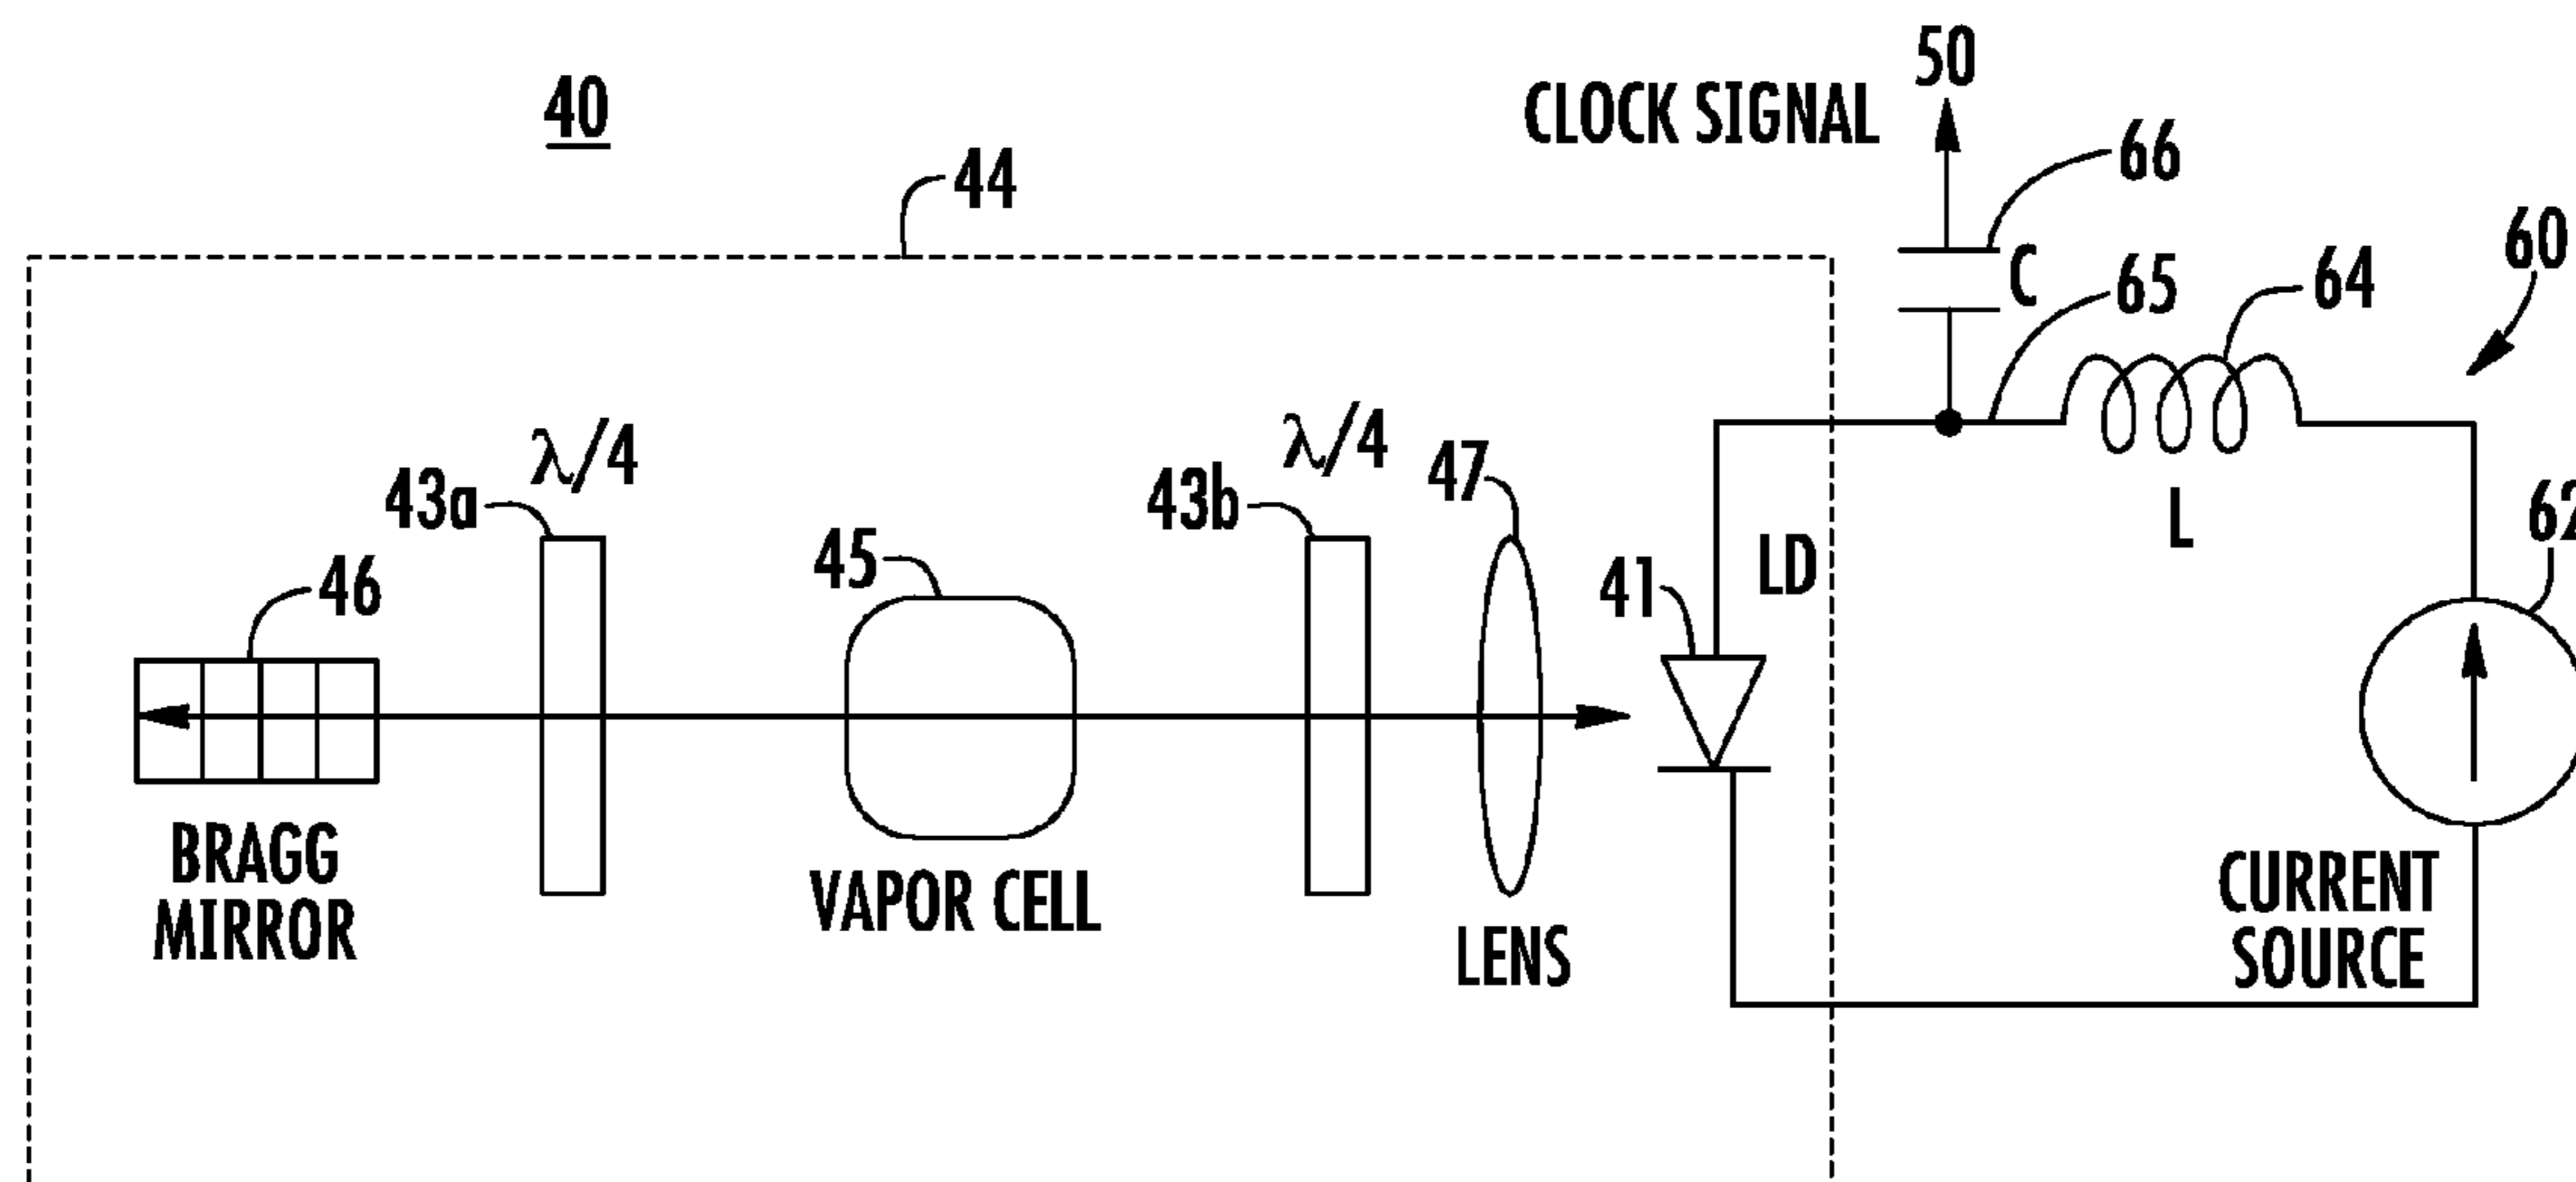 40
44
CLOCK SIGNAL
50
66
C
65
64
60
L
62
43a
λ/4
46
45
43b
λ/4
47
41
LD
BRAGG
MIRROR
VAPOR CELL
LENS
CURRENT
SOURCE